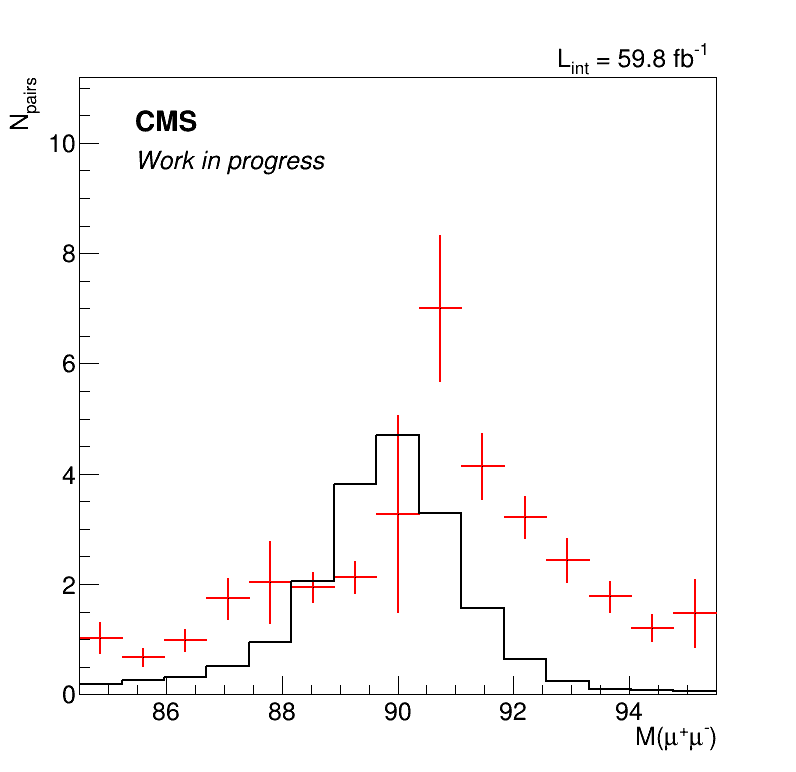 L_int = 59.8 fb^-1
N_pairs
CMS
Work in progress
10
8
6
4
2
0
86 88 90 92 94
M(μ⁺μ⁻)